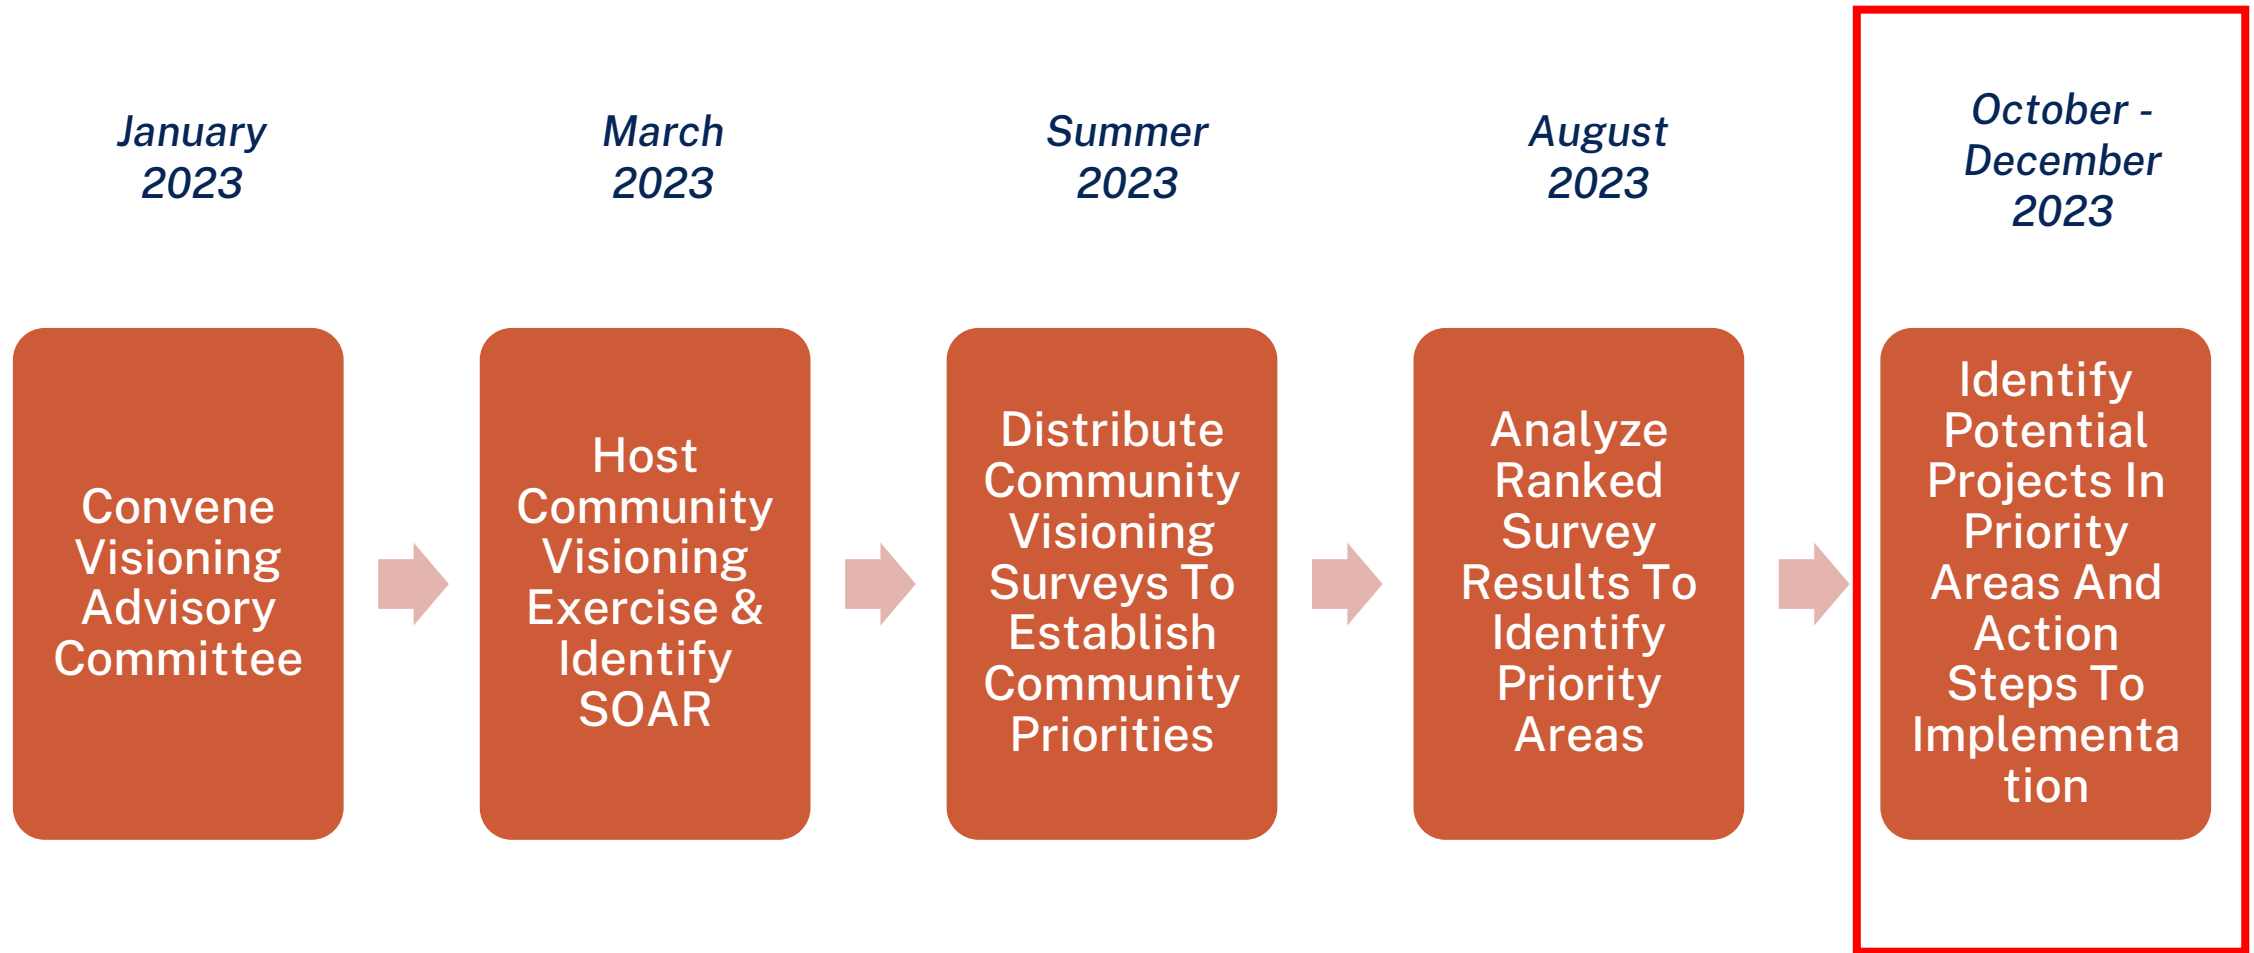 January
2023
Convene
Visioning
Advisory
Committee
March
2023
Host
Community
Visioning
Exercise &
Identify
SOAR
Summer
2023
Distribute
Community
Visioning
Surveys To
Establish
Community
Priorities
August
2023
Analyze
Ranked
Survey
Results To
Identify
Priority
Areas
October -
December
2023
Identify
Potential
Projects In
Priority
Areas And
Action
Steps To
Implementa
tion